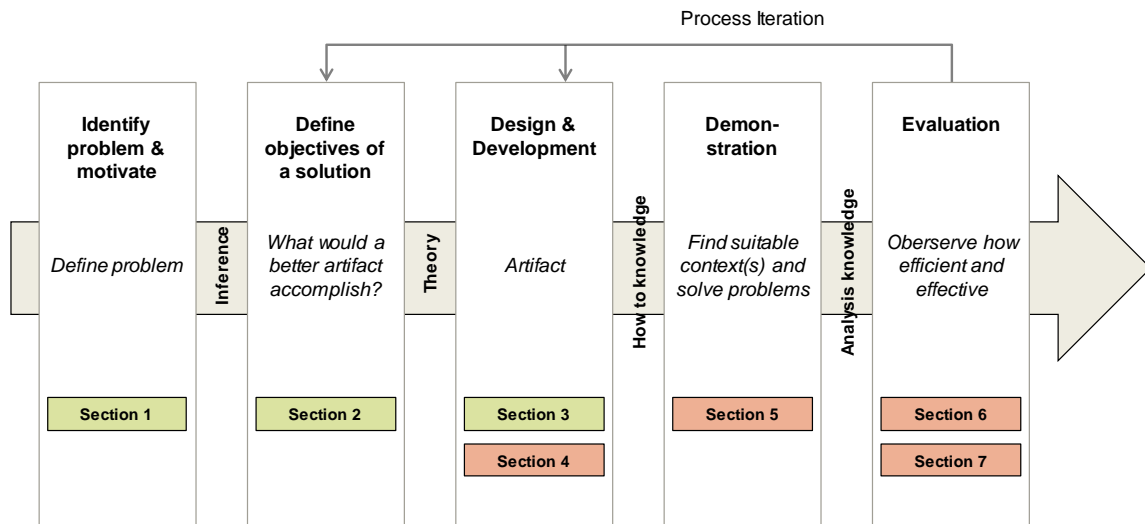 Process Iteration
Identify
problem &
motivate
Define problem
Section 1
Inference
Define
objectives of
a solution
What would a
better artifact
accomplish?
Section 2
Theory
Design &
Development
Artifact
Section 3
Section 4
How to knowledge
Demon-
stration
Find suitable
context(s) and
solve problems
Section 5
Analysis knowledge
Evaluation
Oberserve how
efficient and
effective
Section 6
Section 7